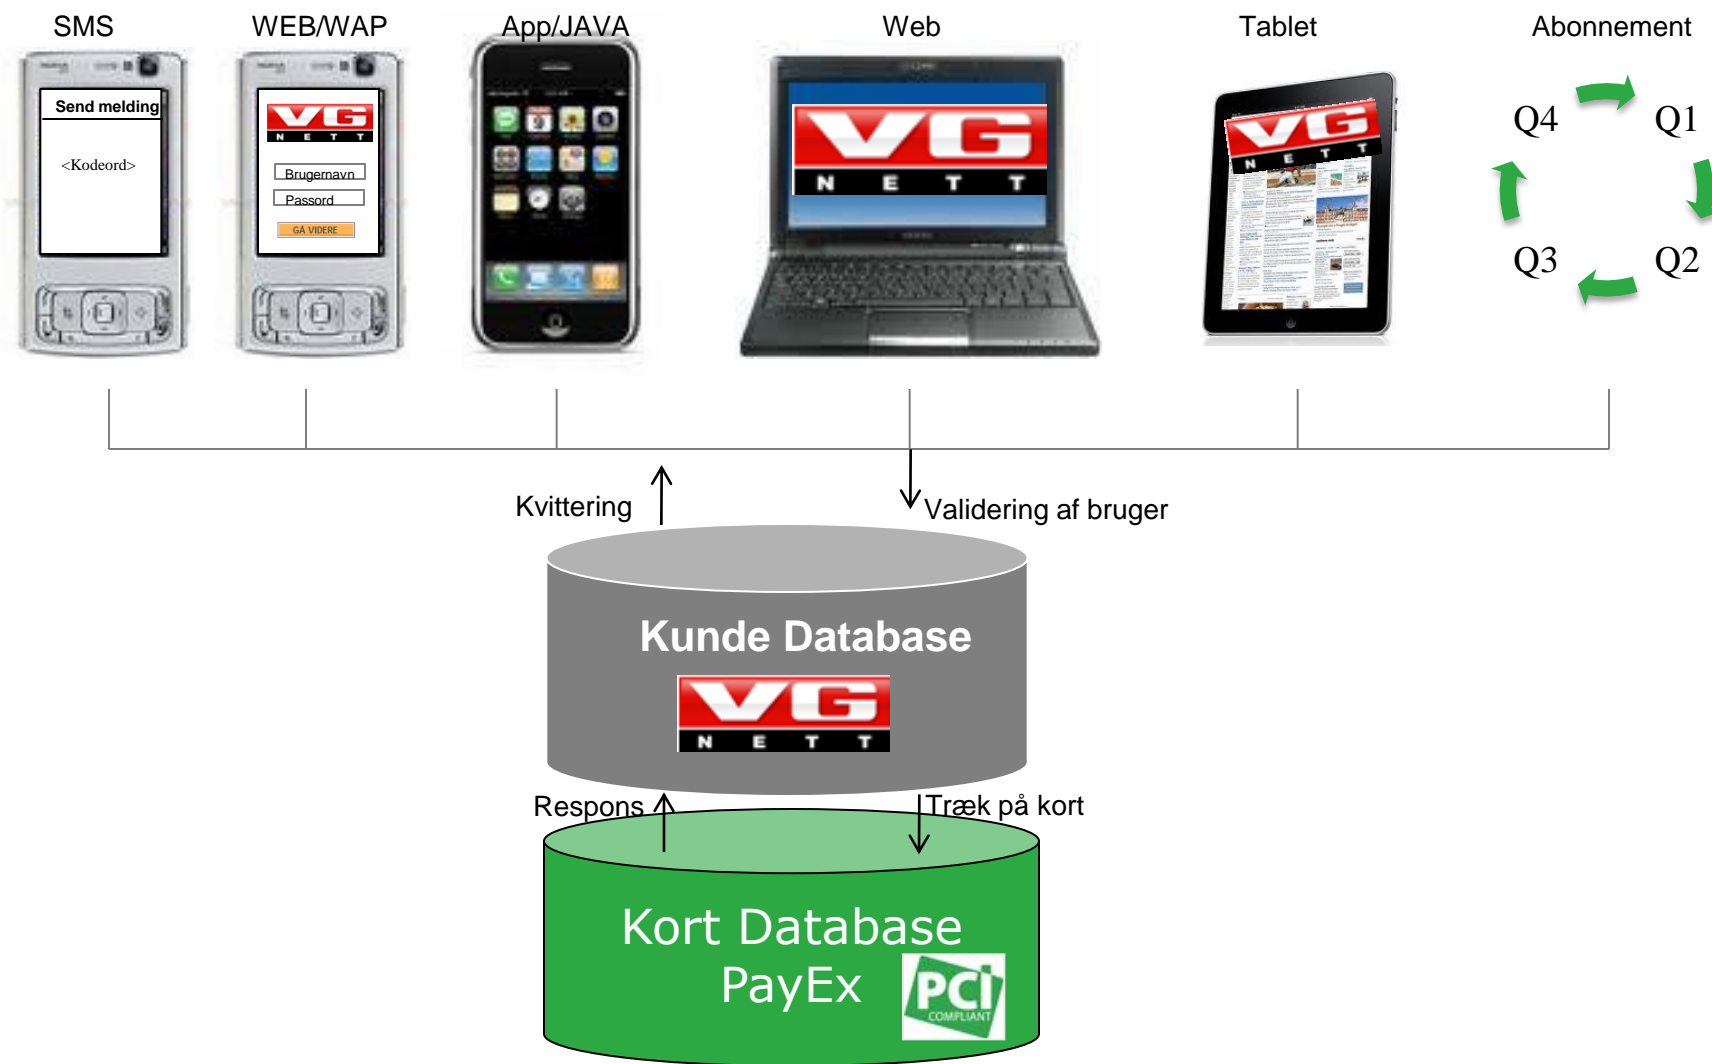 SMS
WEB/WAP
App/JAVA
Web
Tablet
Abonnement
Send melding
<Kodeord>
VG
NETT
Brugernavn
Passord
GÅ VIDERE
VG
NETT
VG
NETT
Q4
Q1
Q3
Q2
Kvittering
Validering af bruger
Kunde Database
VG
NETT
Respons
Træk på kort
Kort Database
PayEx
PCI
COMPLIANT